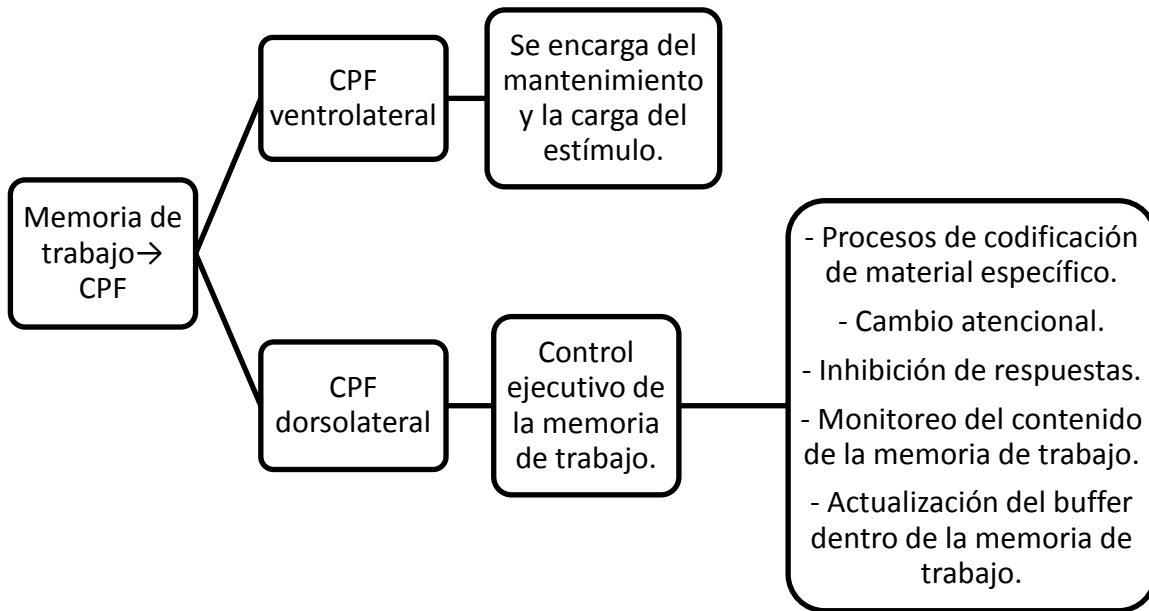 Memoria de
trabajo→
CPF
CPF
ventrolateral
Se encarga del
mantenimiento
y la carga del
estímulo.
CPF
dorsolateral
Control
ejecutivo de
la memoria
de trabajo.
- Procesos de codificación
de material específico.
- Cambio atencional.
- Inhibición de respuestas.
- Monitoreo del contenido
de la memoria de trabajo.
- Actualización del buffer
dentro de la memoria de
trabajo.